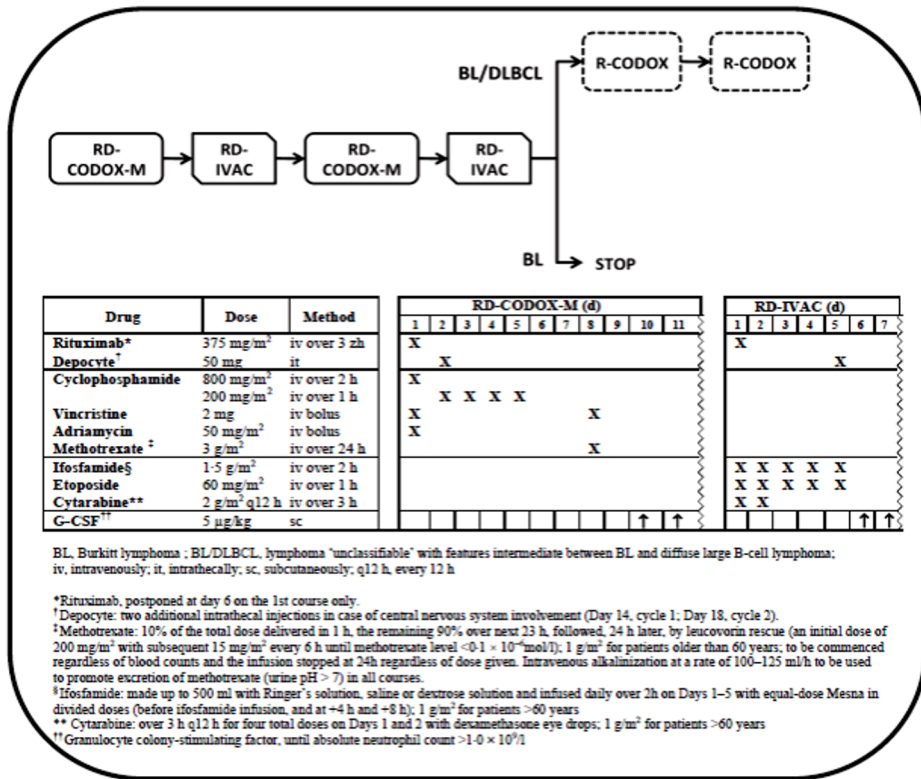 BL/DLBCL
R-CODOX
R-CODOX
RD-
CODOX-M
RD-
IVAC
RD-
CODOX-M
RD-
IVAC
BL
STOP
Drug Dose Method RD-CODOX-M (d) RD-IVAC (d)
1 2 3 4 5 6 7 8 9 10 11 1 2 3 4 5 6 7
Rituximab* 375 mg/m² iv over 3 zh X X
Depocyte† 50 mg it X X
Cyclophosphamide 800 mg/m² iv over 2 h X
200 mg/m² iv over 1 h X X X X
Vincristine 2 mg iv bolus X X
Adriamycin 50 mg/m² iv bolus X
Methotrexate ‡ 3 g/m² iv over 24 h X
Ifosfamide§ 1·5 g/m² iv over 2 h X X X X X
Etoposide 60 mg/m² iv over 1 h X X X X X
Cytarabine** 2 g/m² q12 h iv over 3 h X X
G-CSF†† 5 µg/kg sc ↑ ↑ ↑ ↑
BL, Burkitt lymphoma ; BL/DLBCL, lymphoma ‘unclassifiable’ with features intermediate between BL and diffuse large B-cell lymphoma;
iv, intravenously; it, intrathecally; sc, subcutaneously; q12 h, every 12 h
*Rituximab, postponed at day 6 on the 1st course only.
†Depocyte: two additional intrathecal injections in case of central nervous system involvement (Day 14, cycle 1; Day 18, cycle 2).
‡Methotrexate: 10% of the total dose delivered in 1 h, the remaining 90% over next 23 h, followed, 24 h later, by leucovorin rescue (an initial dose of
200 mg/m² with subsequent 15 mg/m² every 6 h until methotrexate level <0·1 × 10⁻⁶mol/l); 1 g/m² for patients older than 60 years; to be commenced
regardless of blood counts and the infusion stopped at 24h regardless of dose given. Intravenous alkalinization at a rate of 100–125 ml/h to be used
to promote excretion of methotrexate (urine pH > 7) in all courses.
§Ifosfamide: made up to 500 ml with Ringer's solution, saline or dextrose solution and infused daily over 2h on Days 1–5 with equal-dose Mesna in
divided doses (before ifosfamide infusion, and at +4 h and +8 h); 1 g/m² for patients >60 years
** Cytarabine: over 3 h q12 h for four total doses on Days 1 and 2 with dexamethasone eye drops; 1 g/m² for patients >60 years
††Granulocyte colony-stimulating factor, until absolute neutrophil count >1·0 × 10⁹/l